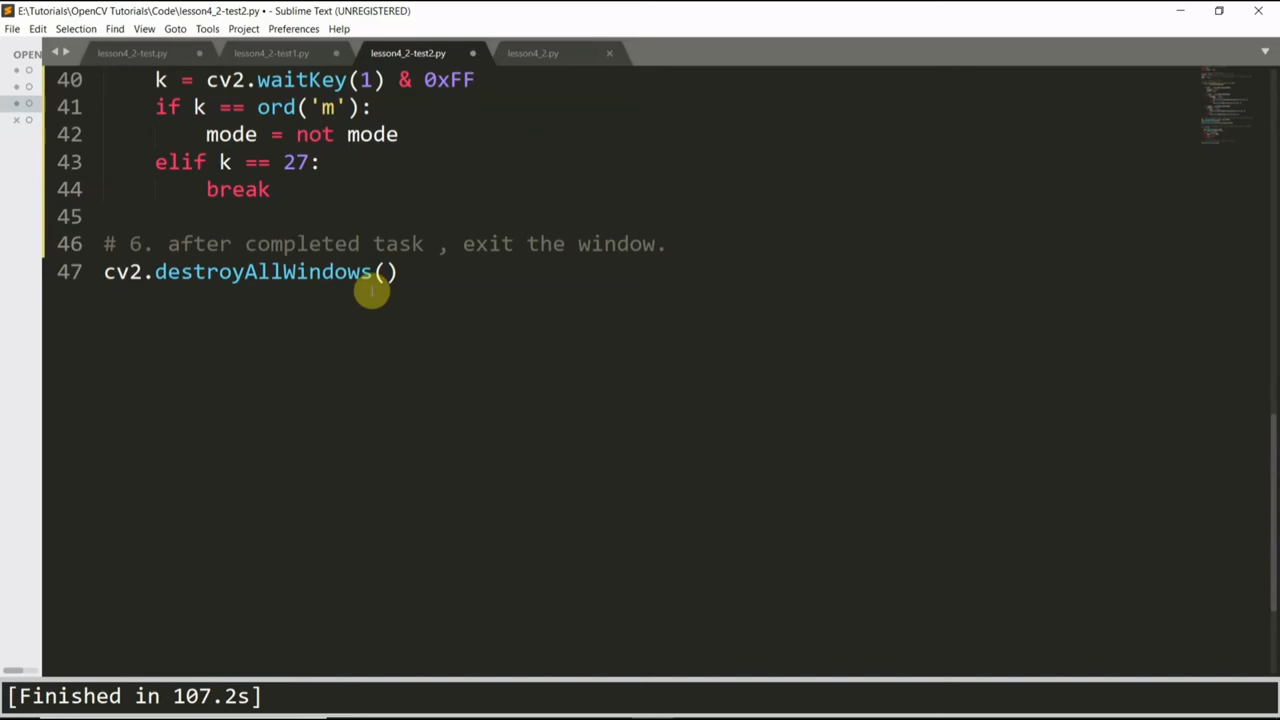 E:\Tutorials\OpenCV Tutorials\Code\lesson4_2-test2.py • - Sublime Text (UNREGISTERED)
File Edit Selection Find View Goto Tools Project Preferences Help
OPEN lesson4_2-test.py lesson4_2-test1.py lesson4_2-test2.py lesson4_2.py
40 k = cv2.waitKey(1) & 0xFF
41 if k == ord('m'):
42 mode = not mode
43 elif k == 27:
44 break
45
46 # 6. after completed task , exit the window.
47 cv2.destroyAllWindows()
[Finished in 107.2s]